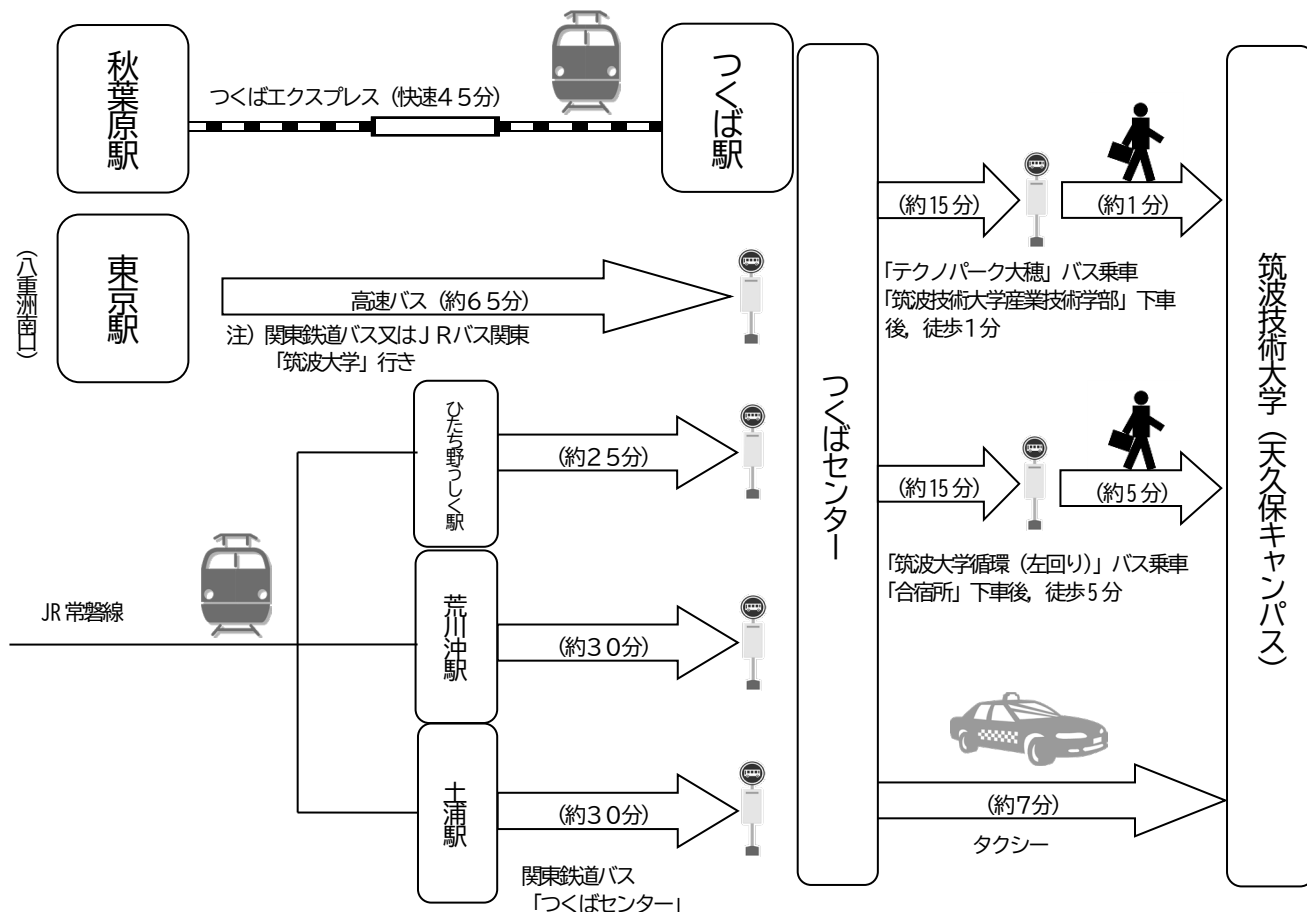 秋葉原駅
つくばエクスプレス（快速４５分）
つくば駅
東京駅
（八重洲南口）
高速バス（約６５分）
注）関東鉄道バス又はＪＲバス関東
「筑波大学」行き
JR 常磐線
ひたち野うしく駅
（約２５分）
荒川沖駅
（約３０分）
土浦駅
（約３０分）
関東鉄道バス
「つくばセンター」
つくばセンター
（約15 分）
（約１分）
「テクノパーク大穂」バス乗車
「筑波技術大学産業技術学部」下車
後，徒歩１分
（約15 分）
（約５分）
「筑波大学循環（左回り）」バス乗車
「合宿所」下車後，徒歩５分
（約７分）
タクシー
筑波技術大学（天久保キャンパス）